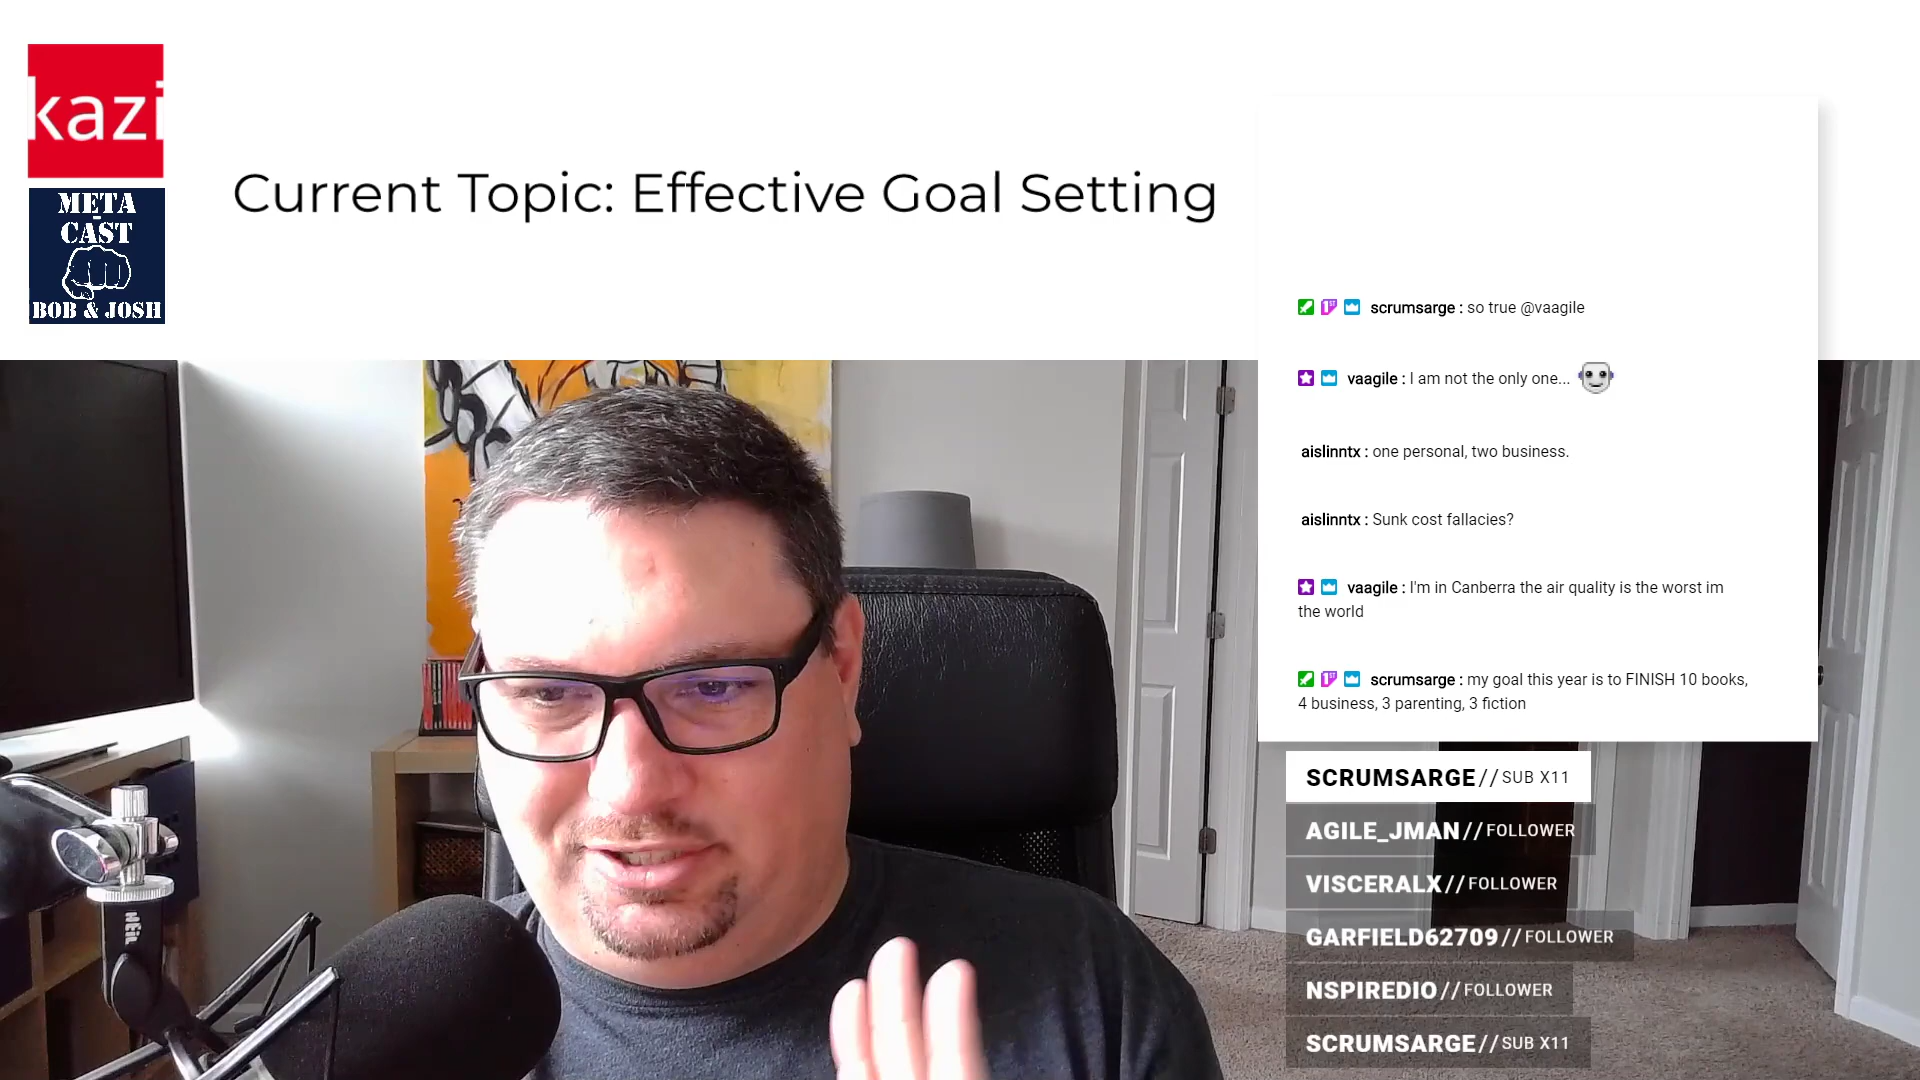 kazi
META
CAST
BOB & JOSH
Current Topic: Effective Goal Setting
scrumsarge : so true @vaagile
vaagile : I am not the only one...
aislinntx : one personal, two business.
aislinntx : Sunk cost fallacies?
vaagile : I'm in Canberra the air quality is the worst im
the world
scrumsarge : my goal this year is to FINISH 10 books,
4 business, 3 parenting, 3 fiction
SCRUMSARGE // SUB X11
AGILE_JMAN // FOLLOWER
VISCERALX // FOLLOWER
GARFIELD62709 // FOLLOWER
NSPIREDIO // FOLLOWER
SCRUMSARGE // SUB X11